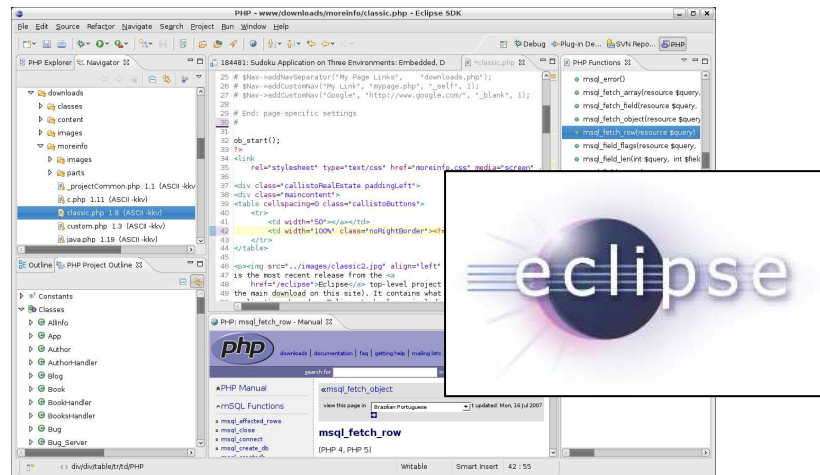 PHP - www/downloads/moreinfo/classic.php - Eclipse SDK
File Edit Source Refactor Navigate Search Project Run Window Help
Debug Plug-in De... SVN Repo... PHP
PHP Explorer Navigator
downloads
classes
content
images
moreinfo
images
parts
_projectCommon.php 1.1 (ASCII -kkv)
c.php 1.11 (ASCII -kkv)
classic.php 1.8 (ASCII -kkv)
custom.php 1.3 (ASCII -kkv)
java.php 1.19 (ASCII -kkv)
Outline PHP Project Outline
Constants
Classes
AllInfo
App
Author
AuthorHandler
Blog
Book
BookHandler
BooksHandler
Bug
Bug_Server
184481: Sudoku Application on Three Environments: Embedded, D *classic.php
25 # $Nav->addNavSeparator("My Page Links", "downloads.php");
26 # $Nav->addCustomNav("My Link", "mypage.php", "_self", 1);
27 # $Nav->addCustomNav("Google", "http://www.google.com/", "_blank", 1);
28
29 # End: page-specific settings
30 #
31
32 ob_start();
33 ?>
34 <link
35 rel="stylesheet" type="text/css" href="moreinfo.css" media="screen"
36
37 <div class="callistoRealEstate paddingLeft">
38 <div class="maincontent">
39 <table cellspacing=0 class="callistoButtons">
40 <tr>
41 <td width="50"></a></td>
42 <td width="100%" class="noRightBorder"><?
43 </tr>
44 </table>
45
46 <p><img src="../images/classic2.jpg" align="left"
47 is the most recent release from the <a
48 href="/eclipse">Eclipse</a> top-level project
49 the main download on this site). It contains what
PHP: msql_fetch_row - Manual
php
downloads | documentation | faq | getting help | mailing lists
search for in
PHP Manual
mSQL Functions
msql_affected_rows
msql_close
msql_connect
msql_create_db
«msql_fetch_object
view this page in Brazilian Portuguese t updated: Mon, 16 Jul 2007
msql_fetch_row
(PHP 4, PHP 5)
PHP Functions
msql_error()
msql_fetch_array(resource $query,
msql_fetch_field(resource $query,
msql_fetch_object(resource $query
msql_fetch_row(resource $query)
msql_field_flags(resource $query,
msql_field_len(int $query, int $fiel
eclipse
<> div/div/table/tr/td/PHP Writable Smart Insert 42 : 55